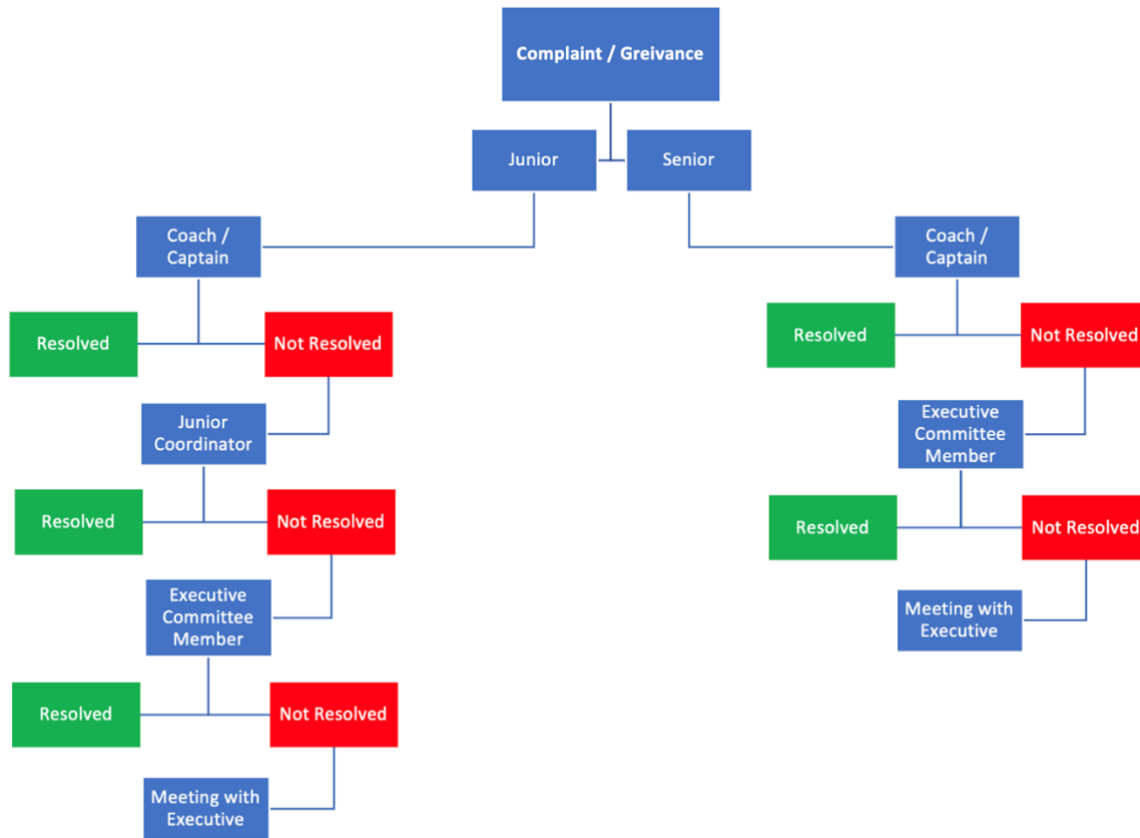 Complaint / Greivance
Junior
Senior
Coach /
Captain
Coach /
Captain
Resolved
Not Resolved
Resolved
Not Resolved
Junior
Coordinator
Executive
Committee
Member
Resolved
Not Resolved
Resolved
Not Resolved
Executive
Committee
Member
Meeting with
Executive
Resolved
Not Resolved
Meeting with
Executive